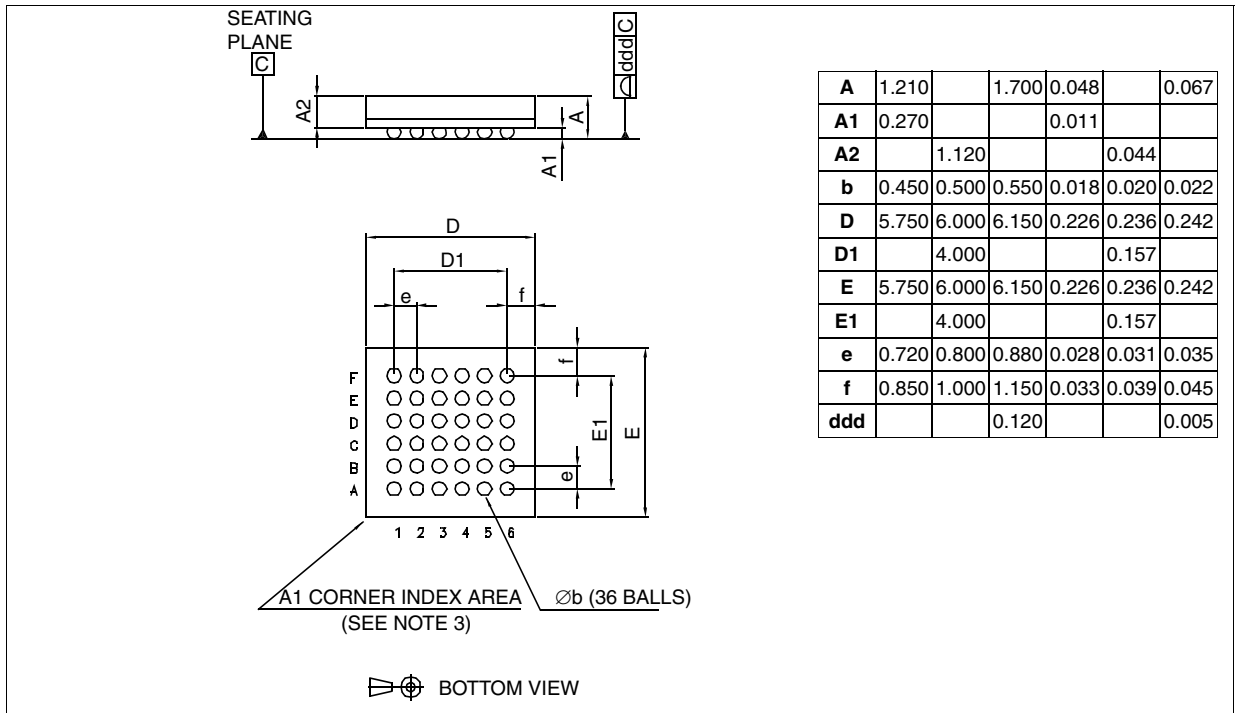 SEATING
PLANE
C
ddd C
A2
A
A1
D
D1
e
f
f
F
E
D
C
B
A
E1
E
e
1 2 3 4 5 6
A1 CORNER INDEX AREA
(SEE NOTE 3)
∅b (36 BALLS)
BOTTOM VIEW
A 1.210 1.700 0.048 0.067
A1 0.270 0.011
A2 1.120 0.044
b 0.450 0.500 0.550 0.018 0.020 0.022
D 5.750 6.000 6.150 0.226 0.236 0.242
D1 4.000 0.157
E 5.750 6.000 6.150 0.226 0.236 0.242
E1 4.000 0.157
e 0.720 0.800 0.880 0.028 0.031 0.035
f 0.850 1.000 1.150 0.033 0.039 0.045
ddd 0.120 0.005